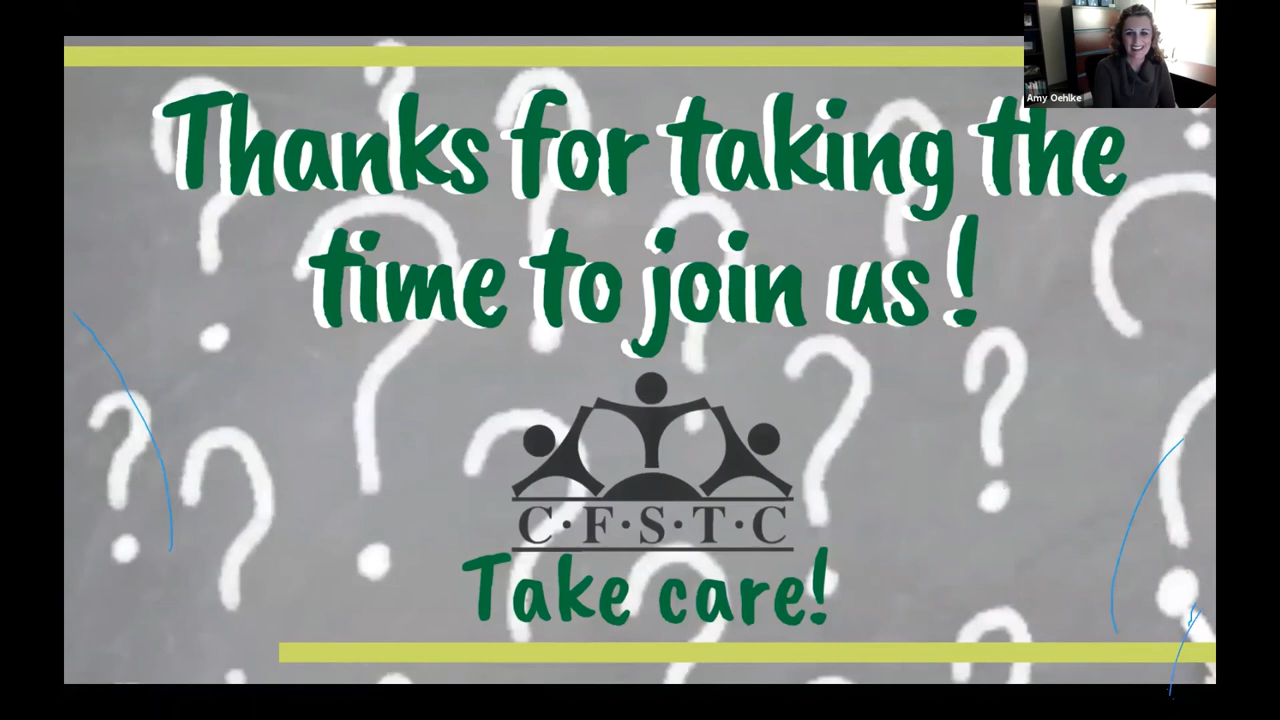 Amy Oehlke
Thanks for taking the
time to join us!
C·F·S·T·C
Take care!